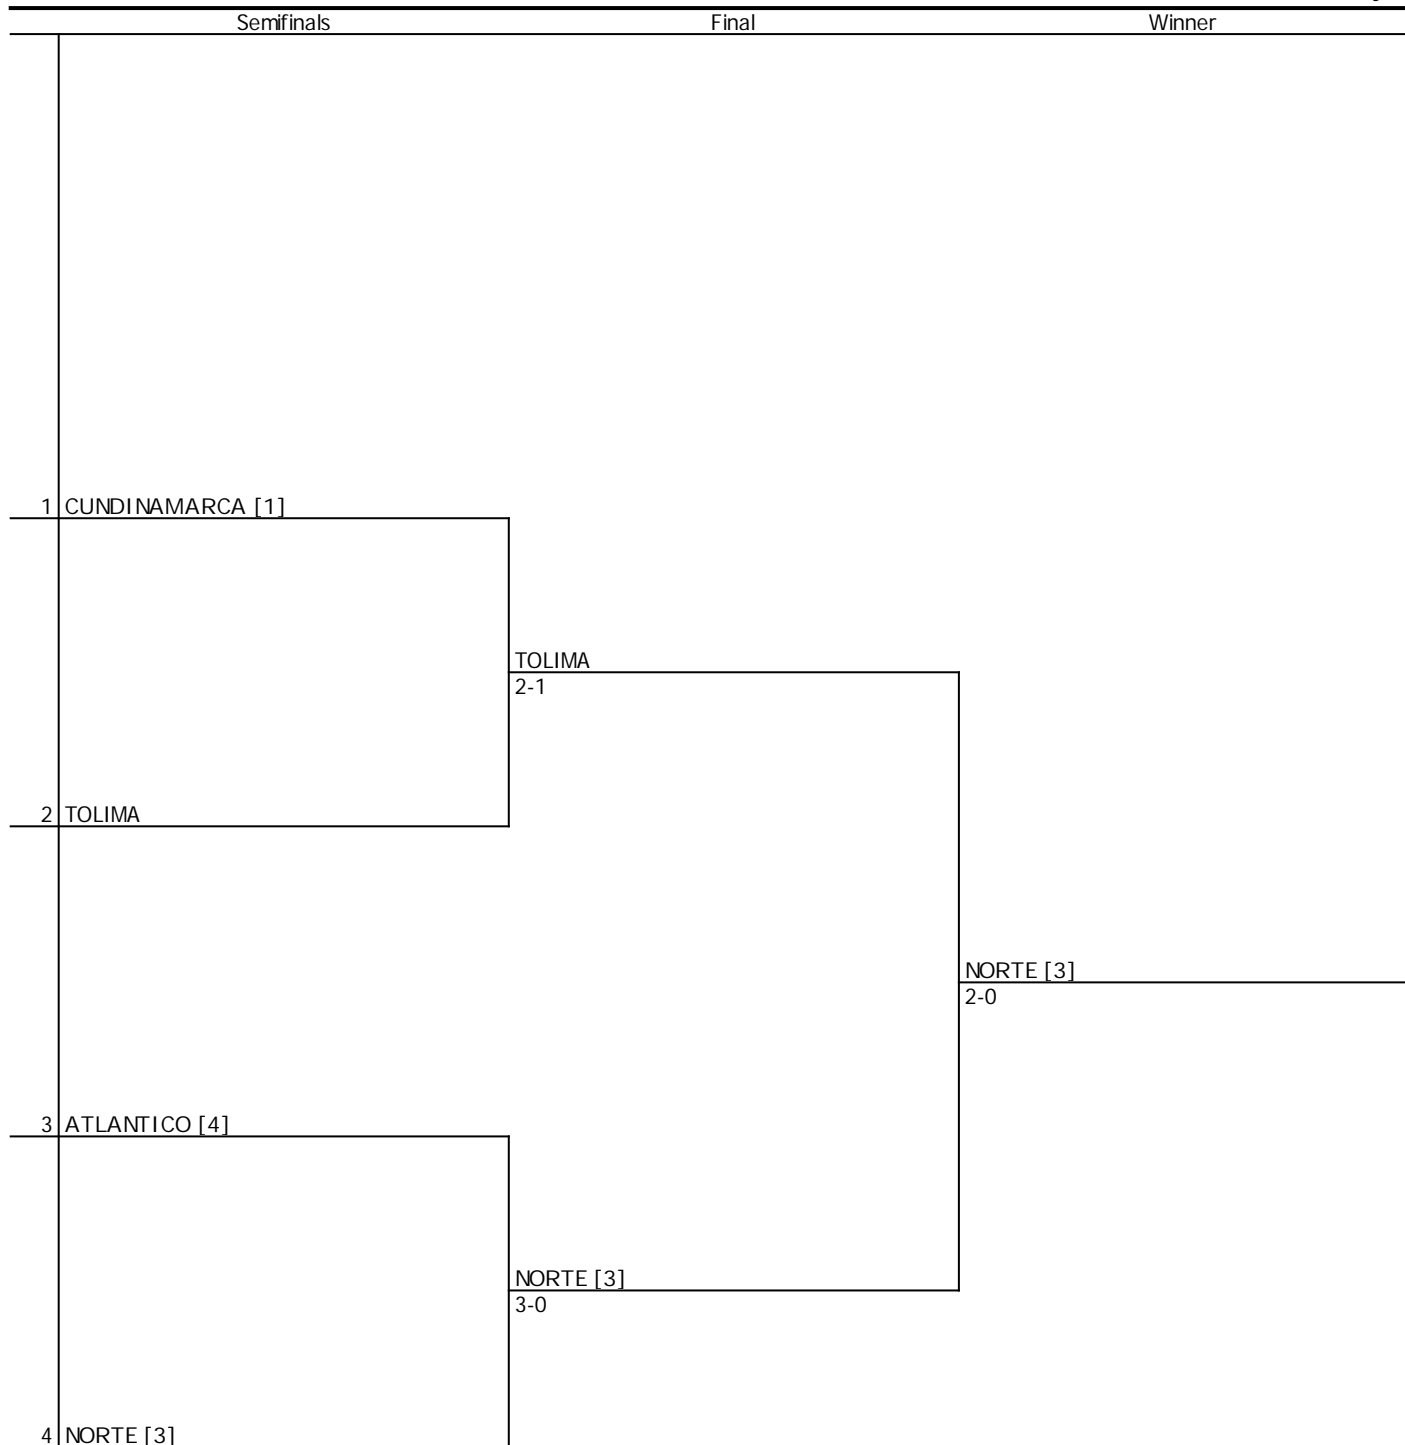 Semifinals Final Winner
1 CUNDINAMARCA [1]
TOLIMA
2-1
2 TOLIMA
NORTE [3]
2-0
3 ATLANTICO [4]
NORTE [3]
3-0
4 NORTE [3]